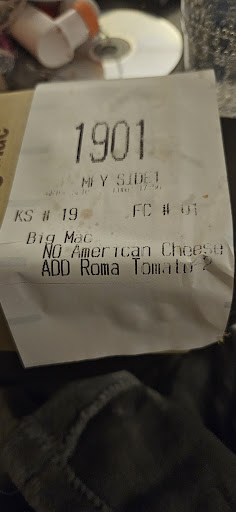 1901
MFY SIDE1
KS # 19 FC # 01
Big Mac
NO American Cheese
ADD Roma Tomato